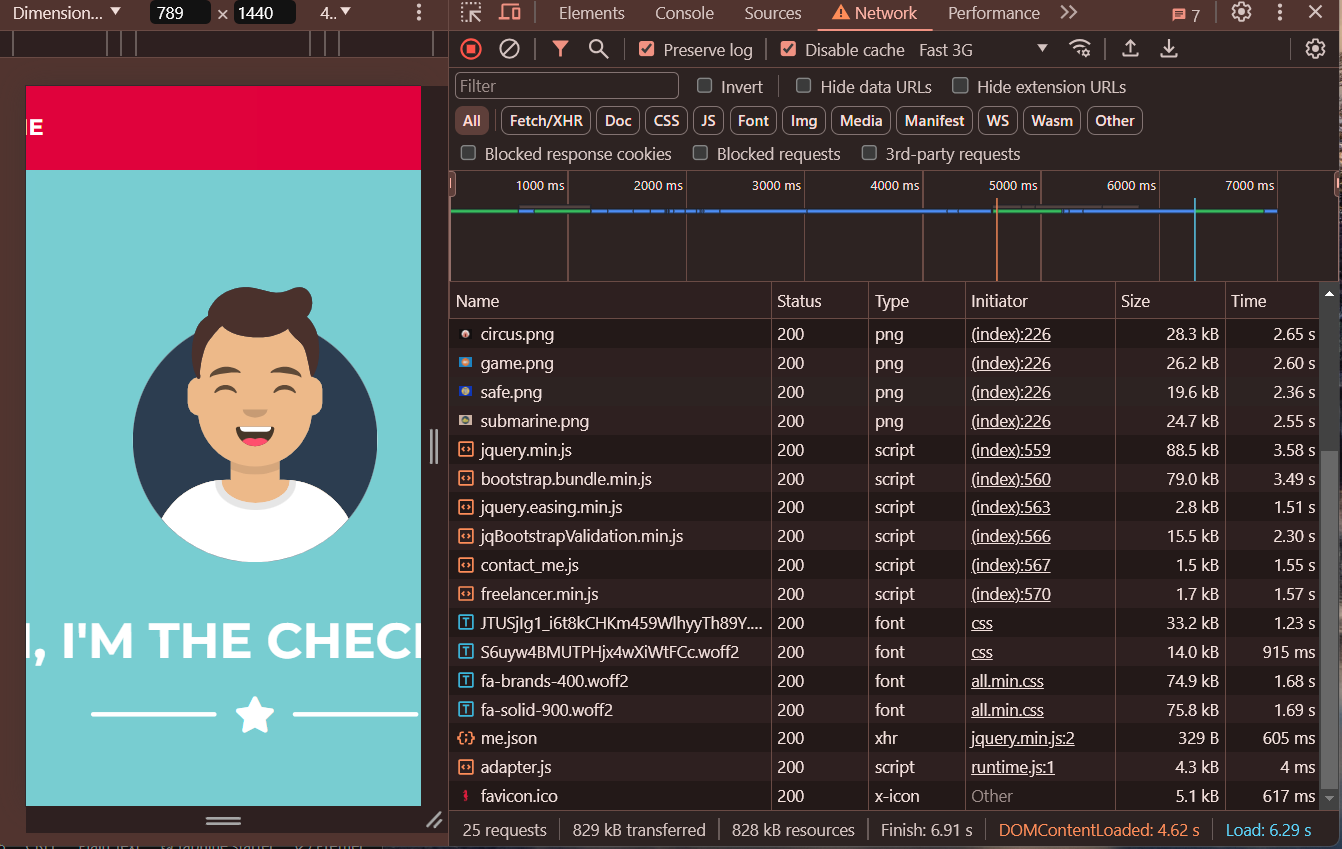 Dimension... 789 × 1440 4..
Elements Console Sources Network Performance 7
Preserve log Disable cache Fast 3G
Filter Invert Hide data URLs Hide extension URLs
All Fetch/XHR Doc CSS JS Font Img Media Manifest WS Wasm Other
Blocked response cookies Blocked requests 3rd-party requests
1000 ms 2000 ms 3000 ms 4000 ms 5000 ms 6000 ms 7000 ms
Name Status Type Initiator Size Time
circus.png 200 png (index):226 28.3 kB 2.65 s
game.png 200 png (index):226 26.2 kB 2.60 s
safe.png 200 png (index):226 19.6 kB 2.36 s
submarine.png 200 png (index):226 24.7 kB 2.55 s
jquery.min.js 200 script (index):559 88.5 kB 3.58 s
bootstrap.bundle.min.js 200 script (index):560 79.0 kB 3.49 s
jquery.easing.min.js 200 script (index):563 2.8 kB 1.51 s
jqBootstrapValidation.min.js 200 script (index):566 15.5 kB 2.30 s
contact_me.js 200 script (index):567 1.5 kB 1.55 s
freelancer.min.js 200 script (index):570 1.7 kB 1.57 s
JTUSjIg1_i6t8kCHKm459WlhyyTh89Y.... 200 font css 33.2 kB 1.23 s
S6uyw4BMUTPHjx4wXiWtFCc.woff2 200 font css 14.0 kB 915 ms
fa-brands-400.woff2 200 font all.min.css 74.9 kB 1.68 s
fa-solid-900.woff2 200 font all.min.css 75.8 kB 1.69 s
me.json 200 xhr jquery.min.js:2 329 B 605 ms
adapter.js 200 script runtime.js:1 4.3 kB 4 ms
favicon.ico 200 x-icon Other 5.1 kB 617 ms
25 requests 829 kB transferred 828 kB resources Finish: 6.91 s DOMContentLoaded: 4.62 s Load: 6.29 s
, I'M THE CHEC